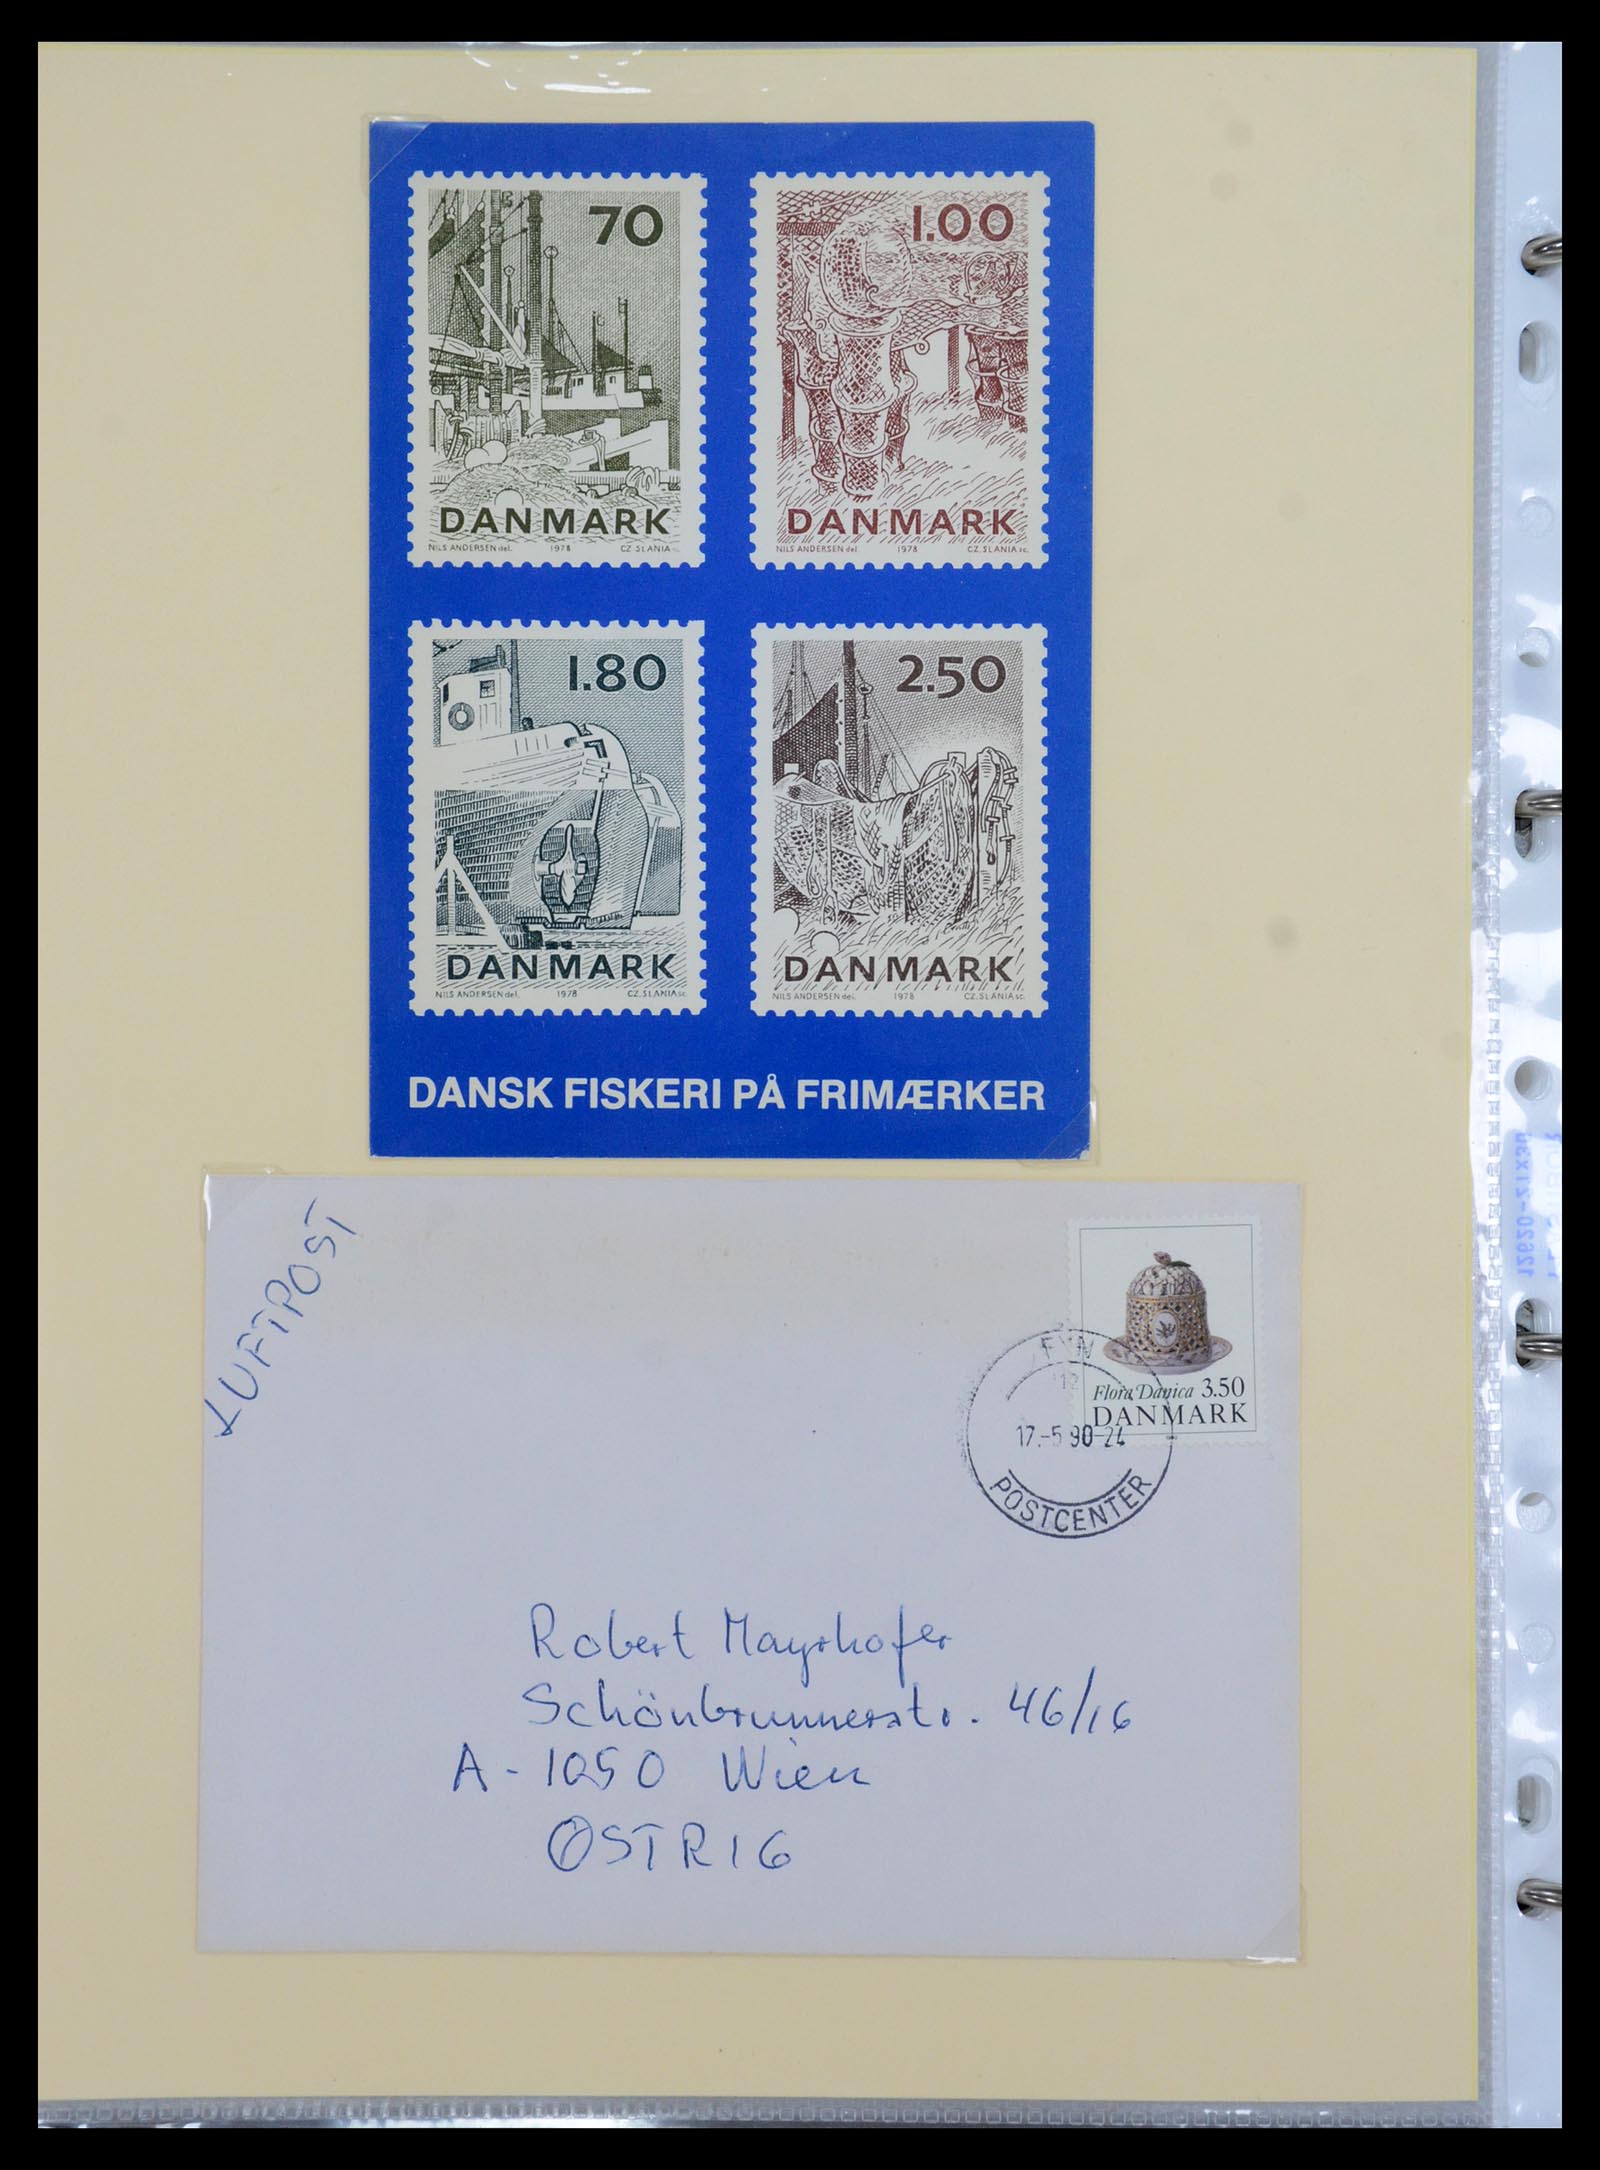 70
DANMARK
NILS ANDERSEN del. 1978 CZ. SLANIA sc.
1.00
DANMARK
NILS ANDERSEN del. 1978 CZ. SLANIA sc.
1.80
DANMARK
NILS ANDERSEN del. 1978 CZ. SLANIA sc.
2.50
DANMARK
NILS ANDERSEN del. 1978 CZ. SLANIA sc.
DANSK FISKERI PÅ FRIMÆRKER
LUFTPOST
Flora Danica 3.50
DANMARK
FYN
12
17.-5.90-24
POSTCENTER
Robert Mayrhofer
Schönbrunnerstr. 46/16
A-1050 Wien
ØSTRIG